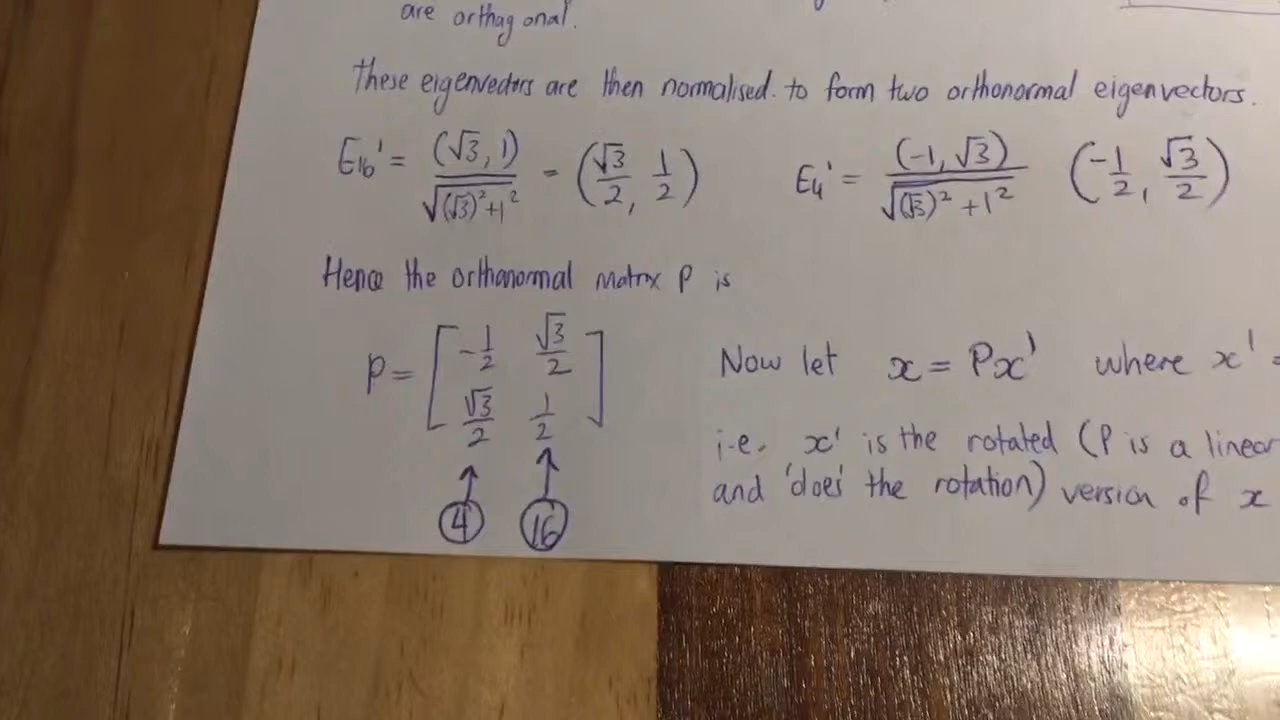 are orthagonal.
These eigenvectors are then normalised. to form two orthonormal eigenvectors.
E₁₆' = (√3, 1) / √((√3)²+1²) = (√3/2, 1/2)   E₄' = (-1, √3) / √((√3)²+1²)   (-1/2, √3/2)
Hence the orthanormal matrix P is
P = [-1/2 √3/2
√3/2 1/2]
↑ ↑
4 16
Now let x = Px' where x' =
i.e. x' is the rotated (P is a linear
and 'does' the rotation) version of x